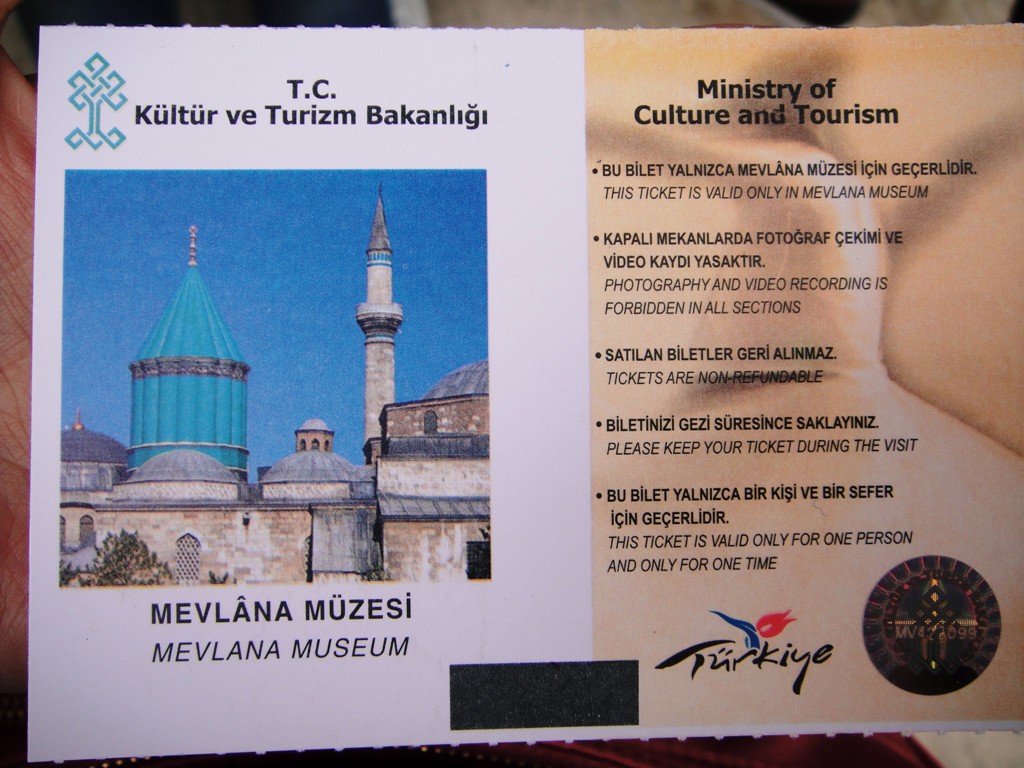 T.C.
Kültür ve Turizm Bakanlığı
MEVLÂNA MÜZESİ
MEVLANA MUSEUM
Ministry of
Culture and Tourism
• BU BİLET YALNIZCA MEVLÂNA MÜZESİ İÇİN GEÇERLİDİR.
THIS TICKET IS VALID ONLY IN MEVLANA MUSEUM
• KAPALI MEKANLARDA FOTOĞRAF ÇEKİMİ VE
VİDEO KAYDI YASAKTIR.
PHOTOGRAPHY AND VIDEO RECORDING IS
FORBIDDEN IN ALL SECTIONS
• SATILAN BİLETLER GERİ ALINMAZ.
TICKETS ARE NON-REFUNDABLE
• BİLETİNİZİ GEZİ SÜRESİNCE SAKLAYINIZ.
PLEASE KEEP YOUR TICKET DURING THE VISIT
• BU BİLET YALNIZCA BİR KİŞİ VE BİR SEFER
İÇİN GEÇERLİDİR.
THIS TICKET IS VALID ONLY FOR ONE PERSON
AND ONLY FOR ONE TIME
Türkiye